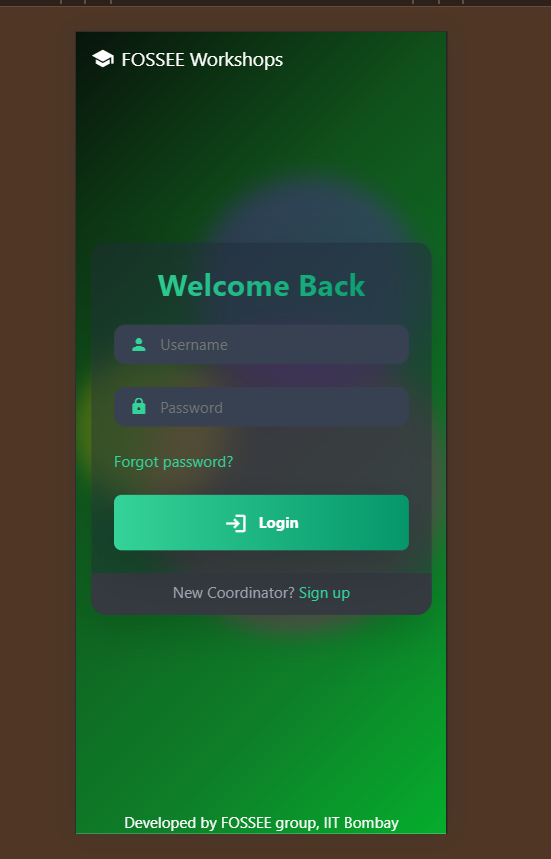 FOSSEE Workshops
Welcome Back
Username
Password
Forgot password?
Login
New Coordinator? Sign up
Developed by FOSSEE group, IIT Bombay